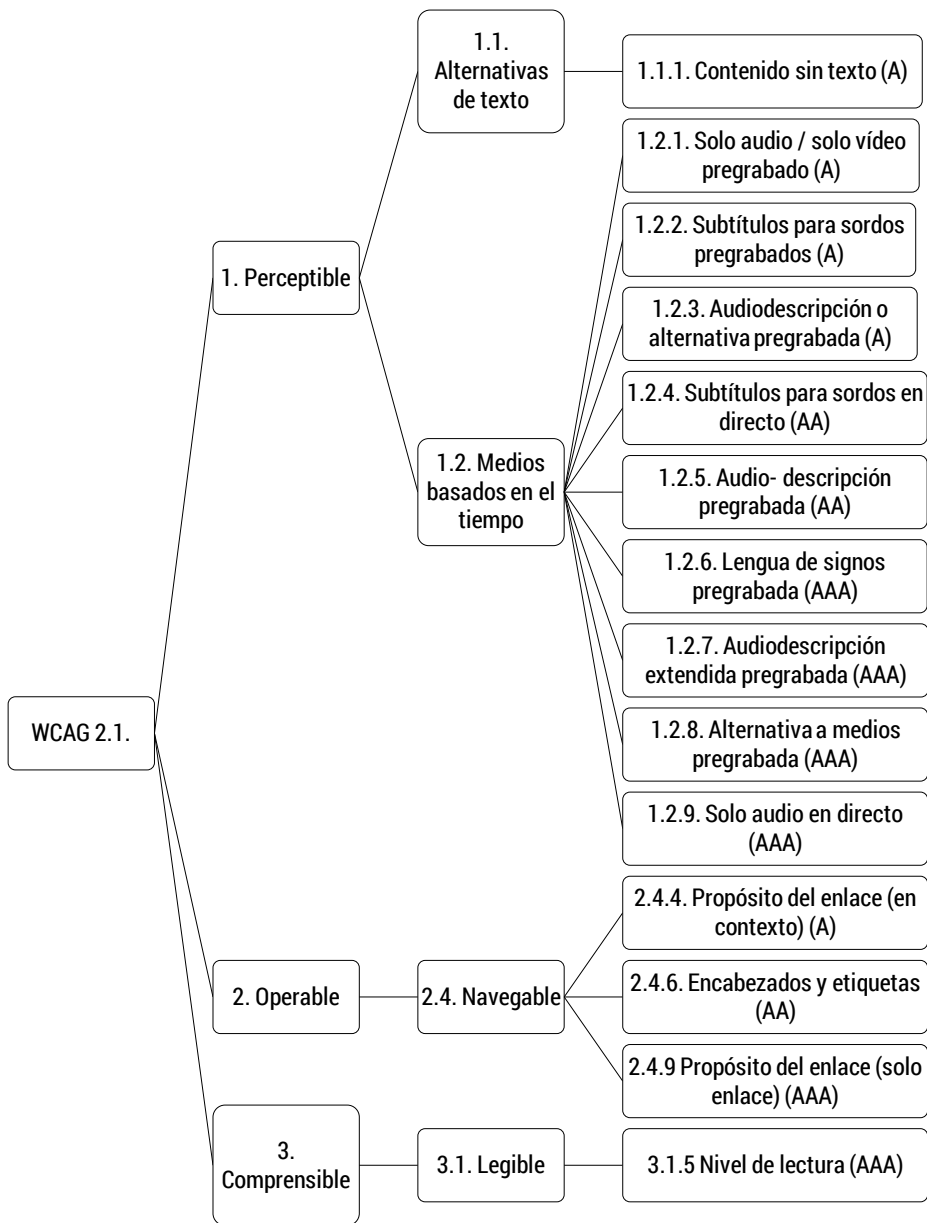 WCAG 2.1.
1. Perceptible
1.1.
Alternativas
de texto
1.1.1. Contenido sin texto (A)
1.2. Medios
basados en el
tiempo
1.2.1. Solo audio / solo vídeo
pregrabado (A)
1.2.2. Subtítulos para sordos
pregrabados (A)
1.2.3. Audiodescripción o
alternativa pregrabada (A)
1.2.4. Subtítulos para sordos en
directo (AA)
1.2.5. Audio- descripción
pregrabada (AA)
1.2.6. Lengua de signos
pregrabada (AAA)
1.2.7. Audiodescripción
extendida pregrabada (AAA)
1.2.8. Alternativa a medios
pregrabada (AAA)
1.2.9. Solo audio en directo
(AAA)
2. Operable
2.4. Navegable
2.4.4. Propósito del enlace (en
contexto) (A)
2.4.6. Encabezados y etiquetas
(AA)
2.4.9 Propósito del enlace (solo
enlace) (AAA)
3.
Comprensible
3.1. Legible
3.1.5 Nivel de lectura (AAA)